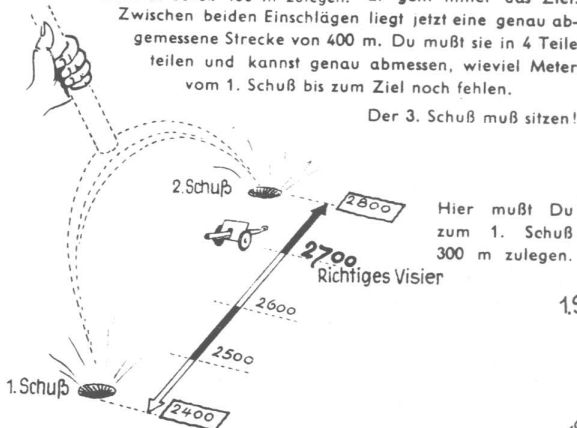 Zwischen beiden Einschlägen liegt jetzt eine genau ab-
gemessene Strecke von 400 m. Du mußt sie in 4 Teile
teilen und kannst genau abmessen, wieviel Meter
vom 1. Schuß bis zum Ziel noch fehlen.
Der 3. Schuß muß sitzen!
2. Schuß
2800
Hier mußt Du
zum 1. Schuß
300 m zulegen.
2700
Richtiges Visier
2600
2500
1. Schuß
2400